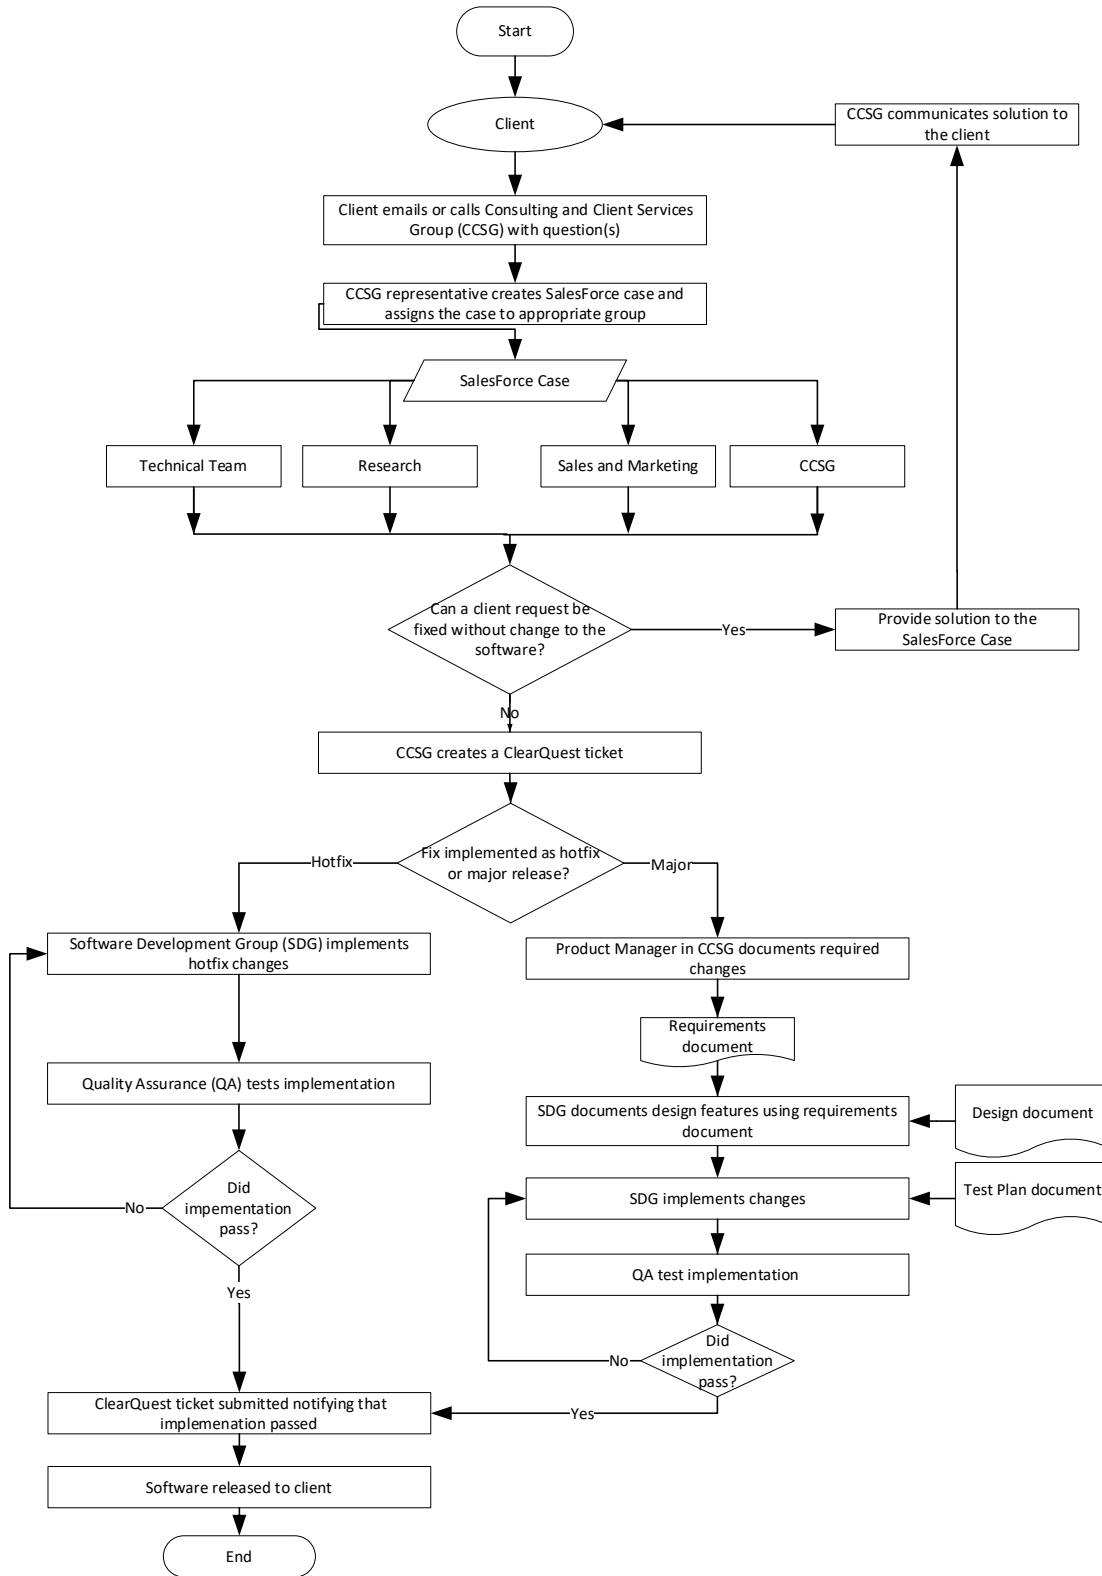 Start
Client
CCSG communicates solution to
the client
Client emails or calls Consulting and Client Services
Group (CCSG) with question(s)
CCSG representative creates SalesForce case and
assigns the case to appropriate group
SalesForce Case
Technical Team
Research
Sales and Marketing
CCSG
Can a client request be
fixed without change to the
software?
Yes
Provide solution to the
SalesForce Case
No
CCSG creates a ClearQuest ticket
Fix implemented as hotfix
or major release?
Hotfix
Major
Software Development Group (SDG) implements
hotfix changes
Product Manager in CCSG documents required
changes
Requirements
document
Quality Assurance (QA) tests implementation
SDG documents design features using requirements
document
Design document
Did
impementation
pass?
No
SDG implements changes
Test Plan document
QA test implementation
Yes
Did
implementation
pass?
No
ClearQuest ticket submitted notifying that
implemenation passed
Yes
Software released to client
End